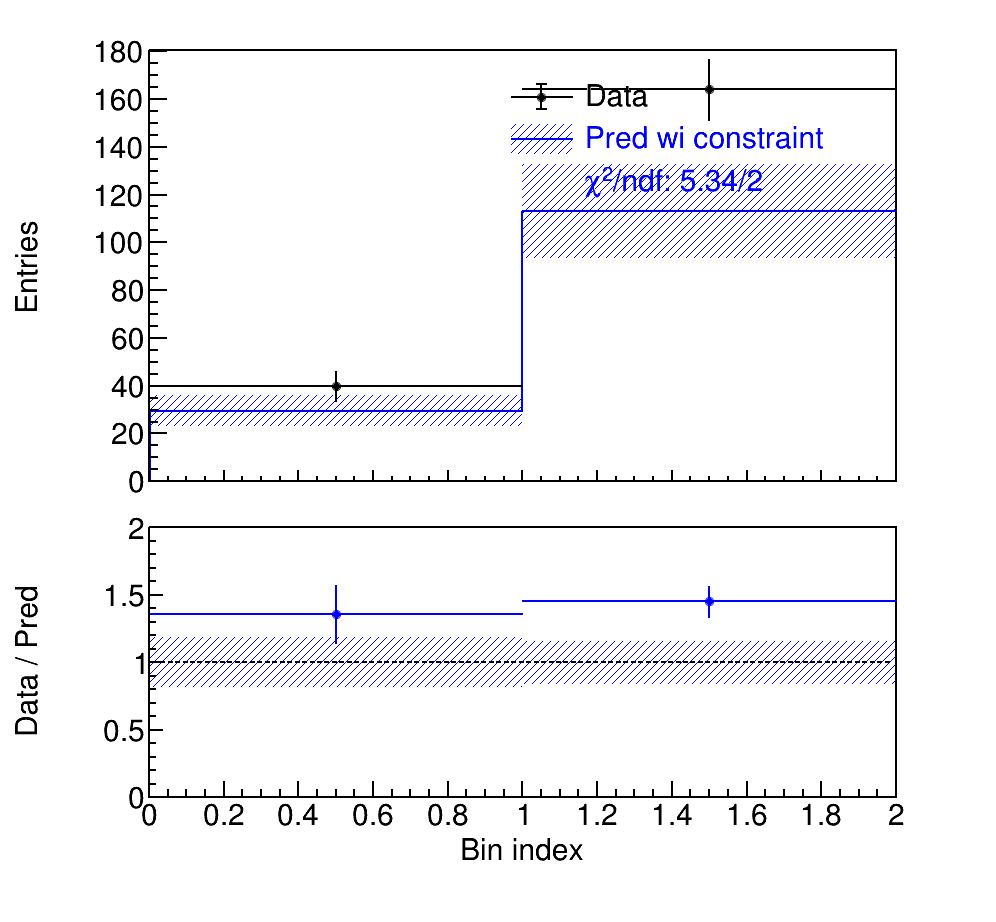 180
160
140
120
100
80
60
40
20
0
Entries
Data
Pred wi constraint
χ²/ndf: 5.34/2
2
1.5
1
0.5
0
Data / Pred
0 0.2 0.4 0.6 0.8 1 1.2 1.4 1.6 1.8 2
Bin index